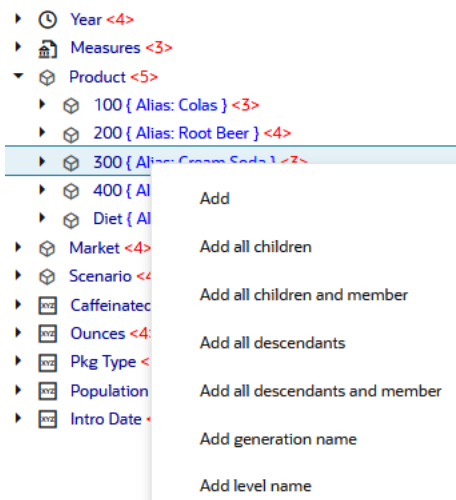 Year <4>
Measures <3>
Product <5>
100 { Alias: Colas } <3>
200 { Alias: Root Beer } <4>
300 { Alias: Cream Soda } <3>
400 { Al
Diet { Al
Market <4>
Scenario <4
Caffeinated
Ounces <4
Pkg Type <
Population
Intro Date
Add
Add all children
Add all children and member
Add all descendants
Add all descendants and member
Add generation name
Add level name